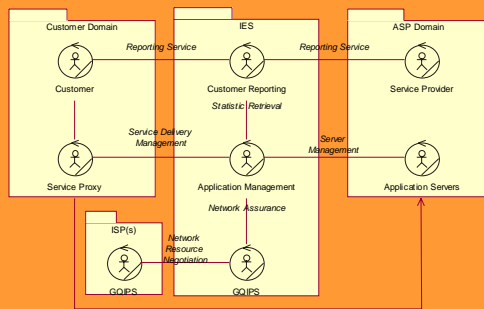 Customer Domain
IES
ASP Domain
Reporting Service
Reporting Service
Customer
Customer Reporting
Service Provider
Statistic Retrieval
Service Delivery
Management
Server
Management
Service Proxy
Application Management
Application Servers
Network Assurance
ISP(s)
Network
Resource
Negotiation
GQIPS
GQIPS